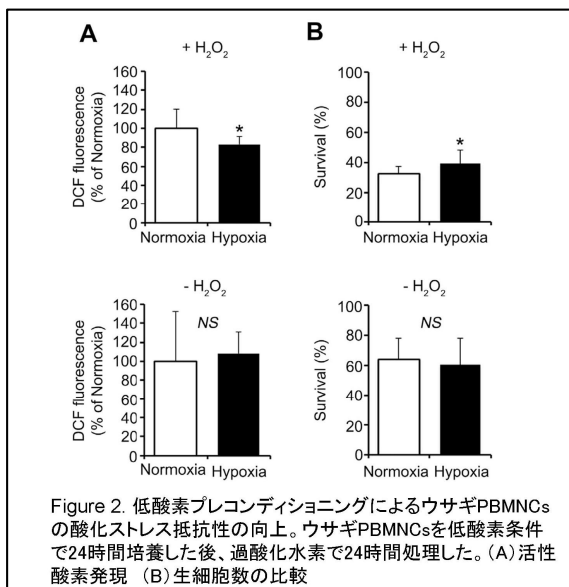 A
+ H₂O₂
DCF fluorescence
(% of Normoxia)
160
140
120
100
80
60
40
20
0
*
Normoxia Hypoxia
B
+ H₂O₂
Survival (%)
100
80
60
40
20
0
*
Normoxia Hypoxia
- H₂O₂
DCF fluorescence
(% of Normoxia)
160
140
120
100
80
60
40
20
0
NS
Normoxia Hypoxia
- H₂O₂
Survival (%)
100
80
60
40
20
0
NS
Normoxia Hypoxia
Figure 2. 低酸素プレコンディショニングによるウサギPBMNCs
の酸化ストレス抵抗性の向上。ウサギPBMNCsを低酸素条件
で24時間培養した後、過酸化水素で24時間処理した。(A)活性
酸素発現 (B)生細胞数の比較